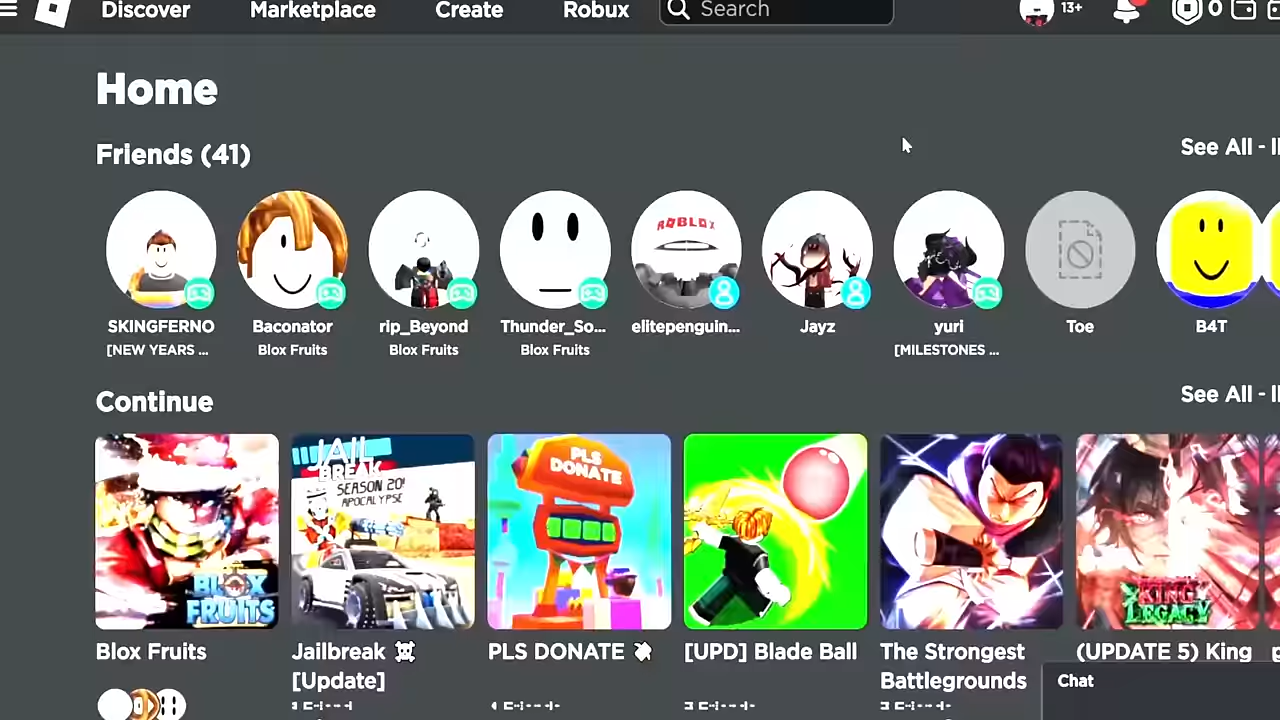 Discover Marketplace Create Robux Search 13+ 0
Home
Friends (41)
See All
ROBLOX
SKINGFERNO Baconator rip_Beyond Thunder_So... elitepenguin... Jayz yuri Toe B4T
[NEW YEARS ... Blox Fruits Blox Fruits Blox Fruits [MILESTONES ...
Continue
See All
JAIL
BREAK
SEASON 20!
APOCALYPSE
PLS
DONATE
BLOX
FRUITS
KING
LEGACY
Blox Fruits Jailbreak PLS DONATE [UPD] Blade Ball The Strongest (UPDATE 5) King
[Update] Battlegrounds
Chat